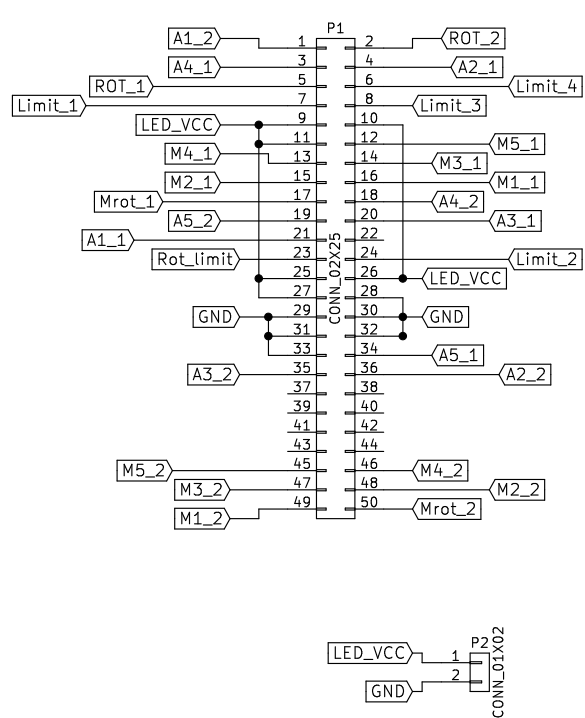 P1
A1_2 1 2 ROT_2
A4_1 3 4 A2_1
ROT_1 5 6 Limit_4
Limit_1 7 8 Limit_3
LED_VCC 9 10
11 12 M5_1
M4_1 13 14 M3_1
M2_1 15 16 M1_1
Mrot_1 17 18 A4_2
A5_2 19 20 A3_1
A1_1 21 22
Rot_limit 23 24 Limit_2
25 26 LED_VCC
27 28
GND 29 30 GND
31 32
33 34 A5_1
A3_2 35 36 A2_2
37 38
39 40
41 42
43 44
M5_2 45 46 M4_2
M3_2 47 48 M2_2
M1_2 49 50 Mrot_2
CONN_02X25
P2
LED_VCC 1
GND 2
CONN_01X02